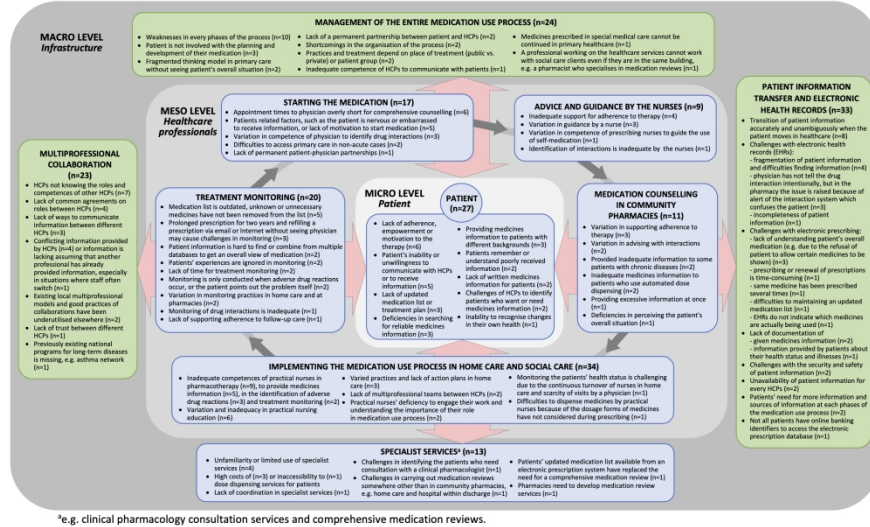 MACRO LEVEL
Infrastructure
MANAGEMENT OF THE ENTIRE MEDICATION USE PROCESS (n=24)
• Weaknesses in every phases of the process (n=10)
• Patient is not involved with the planning and
development of their medication (n=3)
• Fragmented thinking model in primary care
without seeing patient's overall situation (n=2)
• Lack of a permanent partnership between patient and HCPs (n=2)
• Shortcomings in the organisation of the process (n=2)
• Practices and treatment depend on place of treatment (public vs.
private) or patient group (n=2)
• Inadequate competence of HCPs to communicate with patients (n=1)
• Medicines prescribed in special medical care cannot be
continued in primary healthcare (n=1)
• A professional working on the healthcare services cannot work
with social care clients even if they are in the same building,
e.g. a pharmacist who specialises in medication reviews (n=1)
MESO LEVEL
Healthcare
professionals
STARTING THE MEDICATION (n=17)
• Appointment times to physician overly short for comprehensive counselling (n=6)
• Patients related factors, such as the patient is nervous or embarrassed
to receive information, or lack of motivation to start medication (n=5)
• Variation in competence of physician to identify drug interactions (n=3)
• Difficulties to access primary care in non-acute cases (n=2)
• Lack of permanent patient-physician partnerships (n=1)
ADVICE AND GUIDANCE BY THE NURSES (n=9)
• Inadequate support for adherence to therapy (n=4)
• Variation in guidance by a nurse (n=3)
• Variation in competence of prescribing nurses to guide the use
of self-medication (n=1)
• Identification of interactions is inadequate by the nurses (n=1)
PATIENT INFORMATION
TRANSFER AND ELECTRONIC
HEALTH RECORDS (n=33)
• Transition of patient information
accurately and unambiguously when the
patient moves in healthcare (n=8)
• Challenges with electronic health
records (EHRs):
- fragmentation of patient information
and difficulties finding information (n=4)
- physician has not tell the drug
interaction intentionally, but in the
pharmacy the issue is raised because of
alert of the interaction system which
confuses the patient (n=3)
- incompleteness of patient
information (n=1)
• Challenges with electronic prescribing:
- lack of understanding patient's overall
medication (e.g. due to the refusal of
patient to allow certain medicines to be
shown) (n=3)
- prescribing or renewal of prescriptions
is time-consuming (n=1)
- same medicine has been prescribed
several times (n=1)
- difficulties to maintaining an updated
medication list (n=1)
- EHRs do not indicate which medicines
are actually being used (n=1)
• Lack of documentation of
- given medicines information (n=2)
- information provided by patients about
their health status and illnesses (n=1)
• Challenges with the security and safety
of patient information (n=2)
• Unavailability of patient information for
every HCPs (n=2)
• Patients' need for more information and
sources of information at each phases of
the medication use process (n=2)
• Not all patients have online banking
identifiers to access the electronic
prescription database (n=1)
MULTIPROFESSIONAL
COLLABORATION
(n=23)
• HCPs not knowing the roles and
competences of other HCPs (n=7)
• Lack of common agreements on
roles between HCPs (n=4)
• Lack of ways to communicate
information between different
HCPs (n=3)
• Conflicting information provided
by HCPs (n=4) or information is
lacking assuming that another
professional has already provided
information, especially in
situations where staff often
switch (n=1)
• Existing local multiprofessional
models and good practices of
collaborations have been
underutilised elsewhere (n=2)
• Lack of trust between different
HCPs (n=1)
• Previously existing national
programs for long-term diseases
is missing, e.g. asthma network
(n=1)
TREATMENT MONITORING (n=20)
• Medication list is outdated, unknown or unnecessary
medicines have not been removed from the list (n=5)
• Prolonged prescription for two years and refilling a
prescription via email or Internet without seeing physician
may cause challenges in monitoring (n=3)
• Patient information is hard to find or combine from multiple
databases to get an overall view of medication (n=2)
• Patients' experiences are ignored in monitoring (n=2)
• Lack of time for treatment monitoring (n=2)
• Monitoring is only conducted when adverse drug reactions
occur, or the patient points out the problem itself (n=2)
• Variation in monitoring practices in home care and at
pharmacies (n=2)
• Monitoring of drug interactions is inadequate (n=1)
• Lack of supporting adherence to follow-up care (n=1)
MICRO LEVEL
Patient
PATIENT
(n=27)
• Lack of adherence,
empowerment or
motivation to the
therapy (n=6)
• Patient's inability or
unwillingness to
communicate with HCPs
or to receive
information (n=5)
• Lack of updated
medication list or
treatment plan (n=3)
• Deficiencies in searching
for reliable medicines
information (n=3)
• Providing medicines
information to patients with
different backgrounds (n=3)
• Patients remember or
understand poorly received
information (n=2)
• Lack of written medicines
information for patients (n=2)
• Challenges of HCPs to identify
patients who want or need
medicines information (n=2)
• Inability to recognise changes
in their own health (n=1)
MEDICATION COUNSELLING
IN COMMUNITY
PHARMACIES (n=11)
• Variation in supporting adherence to
therapy (n=3)
• Variation in advising with interactions
(n=2)
• Provided inadequate information to some
patients with chronic diseases (n=2)
• Inadequate medicines information to
patients who use automated dose
dispensing (n=2)
• Providing excessive information at once
(n=1)
• Deficiencies in perceiving the patient's
overall situation (n=1)
IMPLEMENTING THE MEDICATION USE PROCESS IN HOME CARE AND SOCIAL CARE (n=34)
• Inadequate competences of practical nurses in
pharmacotherapy (n=9), to provide medicines
information (n=5), in the identification of adverse
drug reactions (n=3) and treatment monitoring (n=2)
• Variation and inadequacy in practical nursing
education (n=6)
• Varied practices and lack of action plans in home
care (n=3)
• Lack of multiprofessional teams between HCPs (n=2)
• Practical nurses' deficiency to engage their work and
understanding the importance of their role
in medication use process (n=2)
• Monitoring the patients' health status is challenging
due to the continuous turnover of nurses in home
care and scarcity of visits by a physician (n=1)
• Difficulties to dispense medicines by practical
nurses because of the dosage forms of medicines
have not considered during prescribing (n=1)
SPECIALIST SERVICESᵃ (n=13)
• Unfamiliarity or limited use of specialist
services (n=4)
• High costs of (n=3) or inaccessibility to (n=1)
dose dispensing services for patients
• Lack of coordination in specialist services (n=1)
• Challenges in identifying the patients who need
consultation with a clinical pharmacologist (n=1)
• Challenges in carrying out medication reviews
somewhere other than in community pharmacies,
e.g. home care and hospital within discharge (n=1)
• Patients' updated medication list available from an
electronic prescription system have replaced the
need for a comprehensive medication review (n=1)
• Pharmacies need to develop medication review
services (n=1)
ᵃe.g. clinical pharmacology consultation services and comprehensive medication reviews.